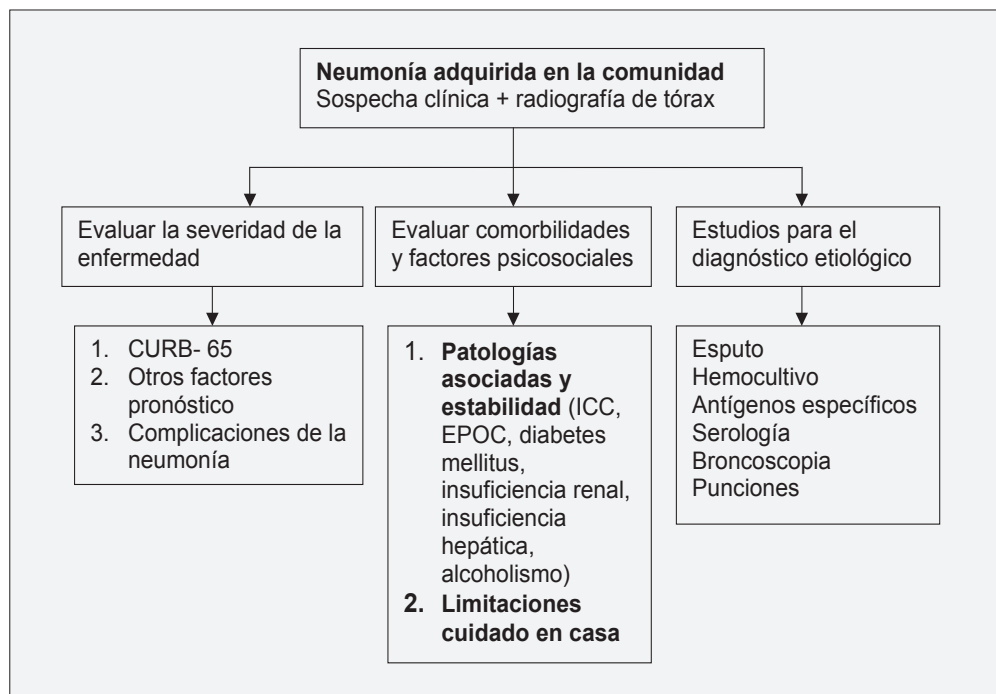 Neumonía adquirida en la comunidad
Sospecha clínica + radiografía de tórax
Evaluar la severidad de la
enfermedad
Evaluar comorbilidades
y factores psicosociales
Estudios para el
diagnóstico etiológico
1. CURB- 65
2. Otros factores
pronóstico
3. Complicaciones de la
neumonía
1. Patologías
asociadas y
estabilidad (ICC,
EPOC, diabetes
mellitus,
insuficiencia renal,
insuficiencia
hepática,
alcoholismo)
2. Limitaciones
cuidado en casa
Esputo
Hemocultivo
Antígenos específicos
Serología
Broncoscopia
Punciones